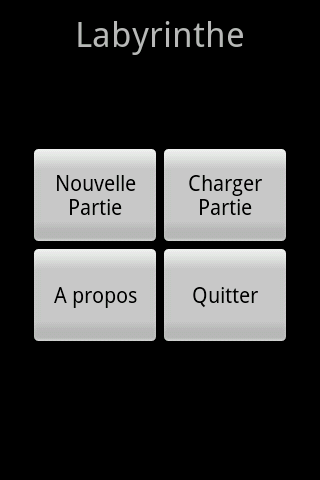 Labyrinthe
Nouvelle
Partie
Charger
Partie
A propos
Quitter